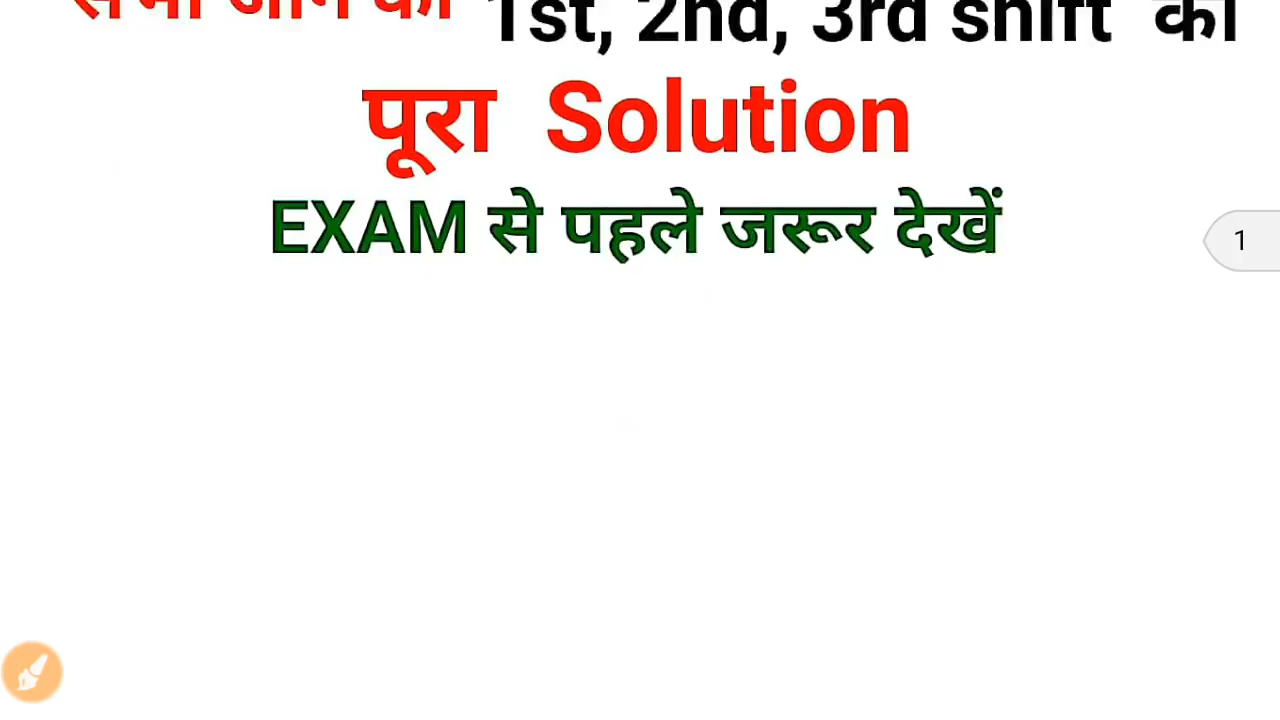 1st, 2nd, 3rd shift का
पूरा Solution
EXAM से पहले जरूर देखें
1